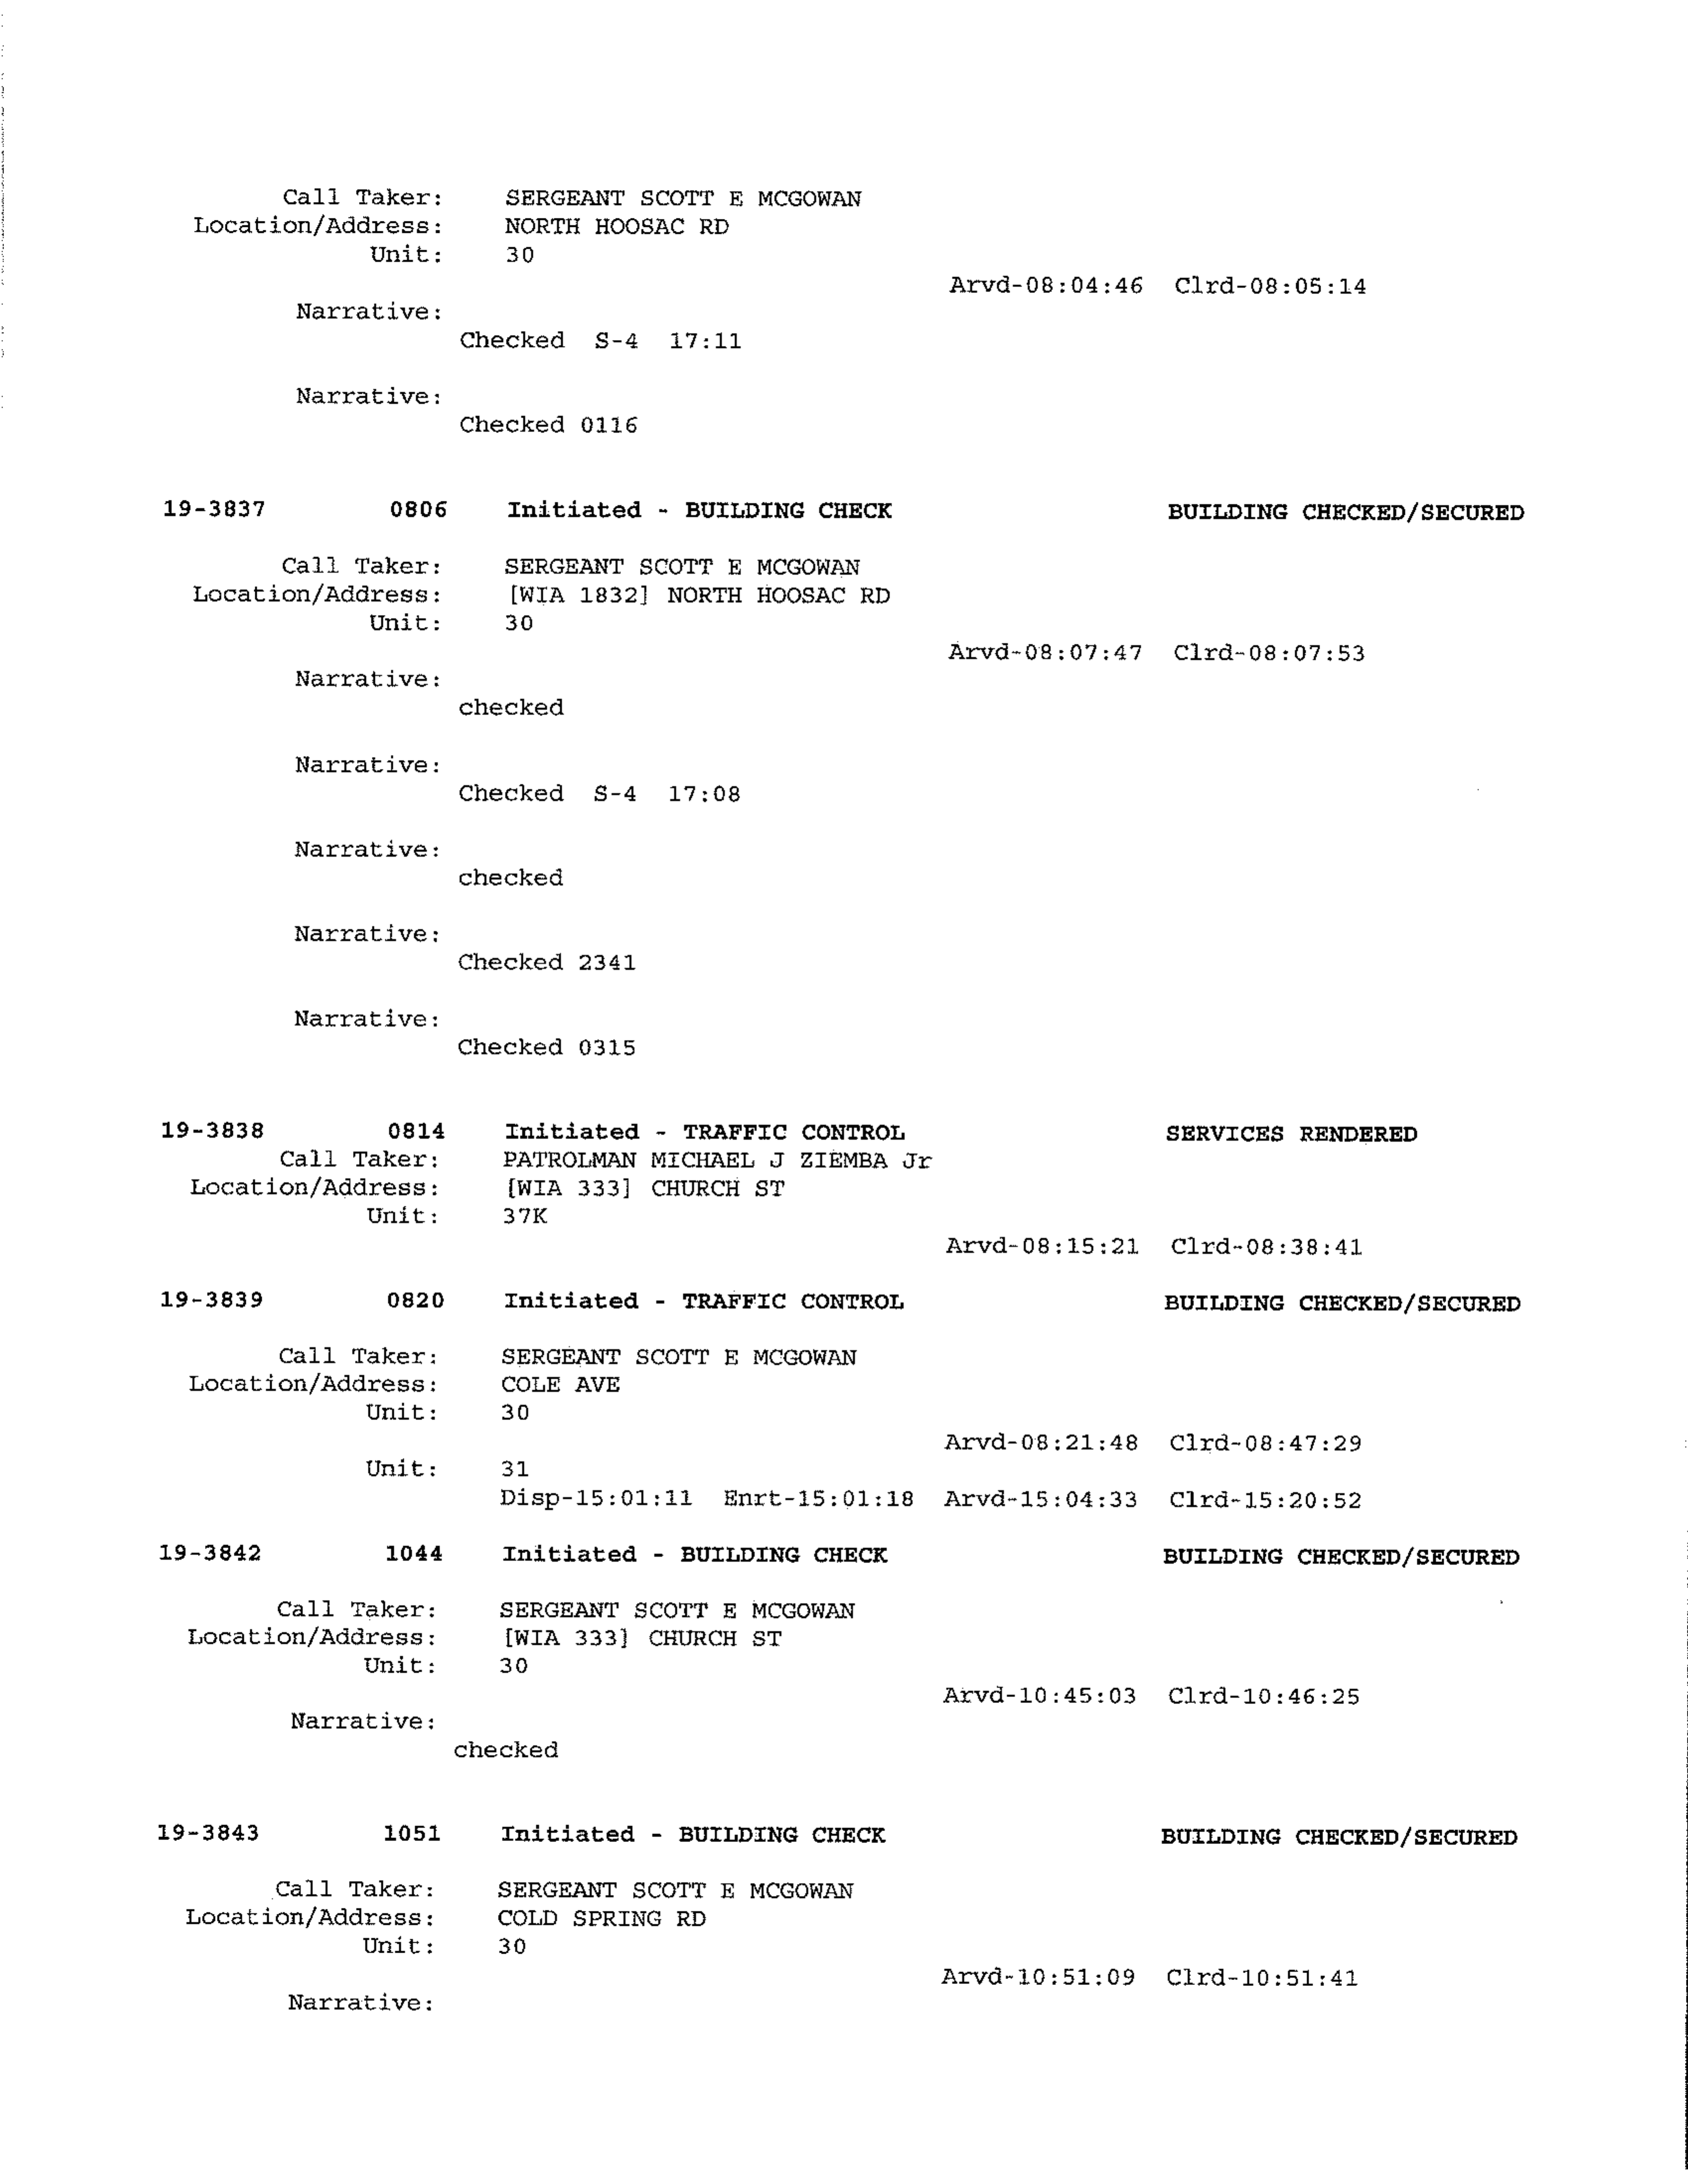 Call Taker: SERGEANT SCOTT E MCGOWAN
Location/Address: NORTH HOOSAC RD
Unit: 30
Arvd-08:04:46 Clrd-08:05:14
Narrative:
Checked S-4 17:11
Narrative:
Checked 0116
19-3837 0806 Initiated - BUILDING CHECK BUILDING CHECKED/SECURED
Call Taker: SERGEANT SCOTT E MCGOWAN
Location/Address: [WIA 1832] NORTH HOOSAC RD
Unit: 30
Arvd-08:07:47 Clrd-08:07:53
Narrative:
checked
Narrative:
Checked S-4 17:08
Narrative:
checked
Narrative:
Checked 2341
Narrative:
Checked 0315
19-3838 0814 Initiated - TRAFFIC CONTROL SERVICES RENDERED
Call Taker: PATROLMAN MICHAEL J ZIEMBA Jr
Location/Address: [WIA 333] CHURCH ST
Unit: 37K
Arvd-08:15:21 Clrd-08:38:41
19-3839 0820 Initiated - TRAFFIC CONTROL BUILDING CHECKED/SECURED
Call Taker: SERGEANT SCOTT E MCGOWAN
Location/Address: COLE AVE
Unit: 30
Arvd-08:21:48 Clrd-08:47:29
Unit: 31
Disp-15:01:11 Enrt-15:01:18 Arvd-15:04:33 Clrd-15:20:52
19-3842 1044 Initiated - BUILDING CHECK BUILDING CHECKED/SECURED
Call Taker: SERGEANT SCOTT E MCGOWAN
Location/Address: [WIA 333] CHURCH ST
Unit: 30
Arvd-10:45:03 Clrd-10:46:25
Narrative:
checked
19-3843 1051 Initiated - BUILDING CHECK BUILDING CHECKED/SECURED
Call Taker: SERGEANT SCOTT E MCGOWAN
Location/Address: COLD SPRING RD
Unit: 30
Arvd-10:51:09 Clrd-10:51:41
Narrative: